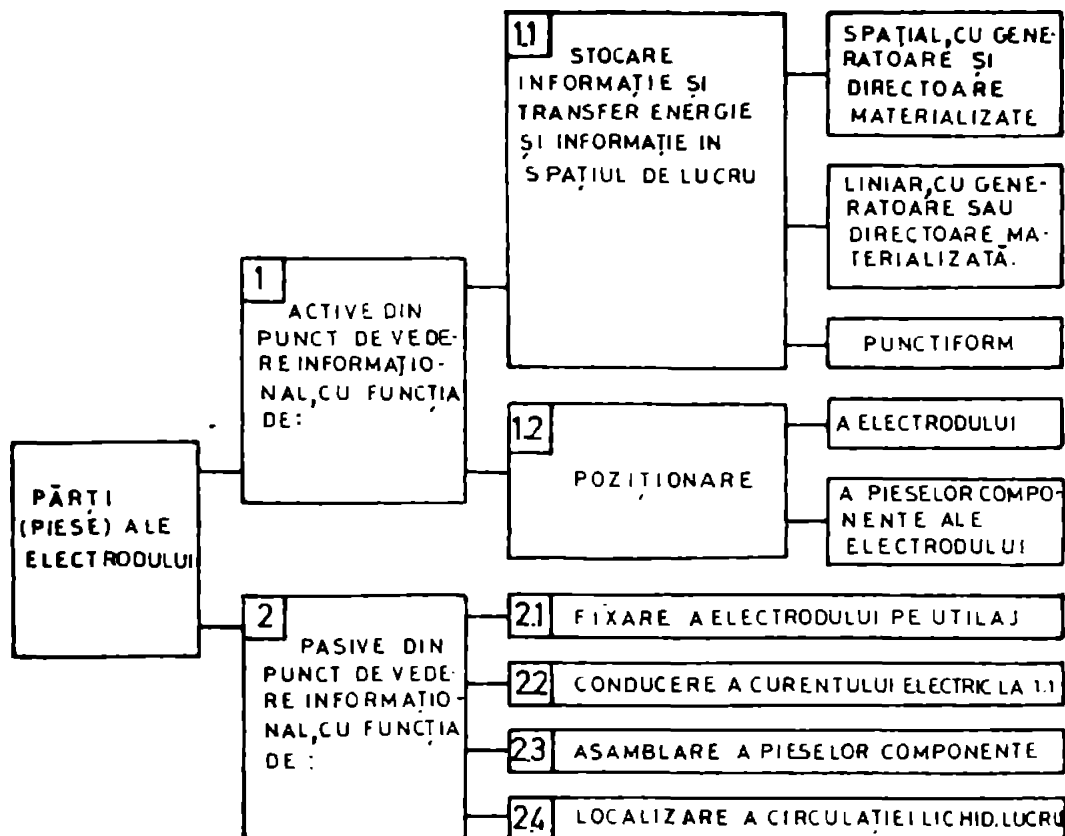 PĂRȚI
(PIESE) ALE
ELECTRODULUI
1
ACTIVE DIN
PUNCT DE VEDE-
RE INFORMAȚIO-
NAL, CU FUNCȚIA
DE:
1.1
STOCARE
INFORMAȚIE ȘI
TRANSFER ENERGIE
ȘI INFORMAȚIE IN
SPAȚIUL DE LUCRU
SPAȚIAL, CU GENE-
RATOARE ȘI
DIRECTOARE
MATERIALIZATE
LINIAR, CU GENE-
RATOARE SAU
DIRECTOARE MA-
TERIALIZATĂ.
PUNCTIFORM
1.2
POZIȚIONARE
A ELECTRODULUI
A PIESELOR COMPO-
NENTE ALE
ELECTRODULUI
2
PASIVE DIN
PUNCT DE VEDE-
RE INFORMAȚIO-
NAL, CU FUNCȚIA
DE :
2.1 FIXARE A ELECTRODULUI PE UTILAJ
2.2 CONDUCERE A CURENTULUI ELECTRIC LA 1.1
2.3 ASAMBLARE A PIESELOR COMPONENTE
2.4 LOCALIZARE A CIRCULAȚIEI LICHID. LUCRU